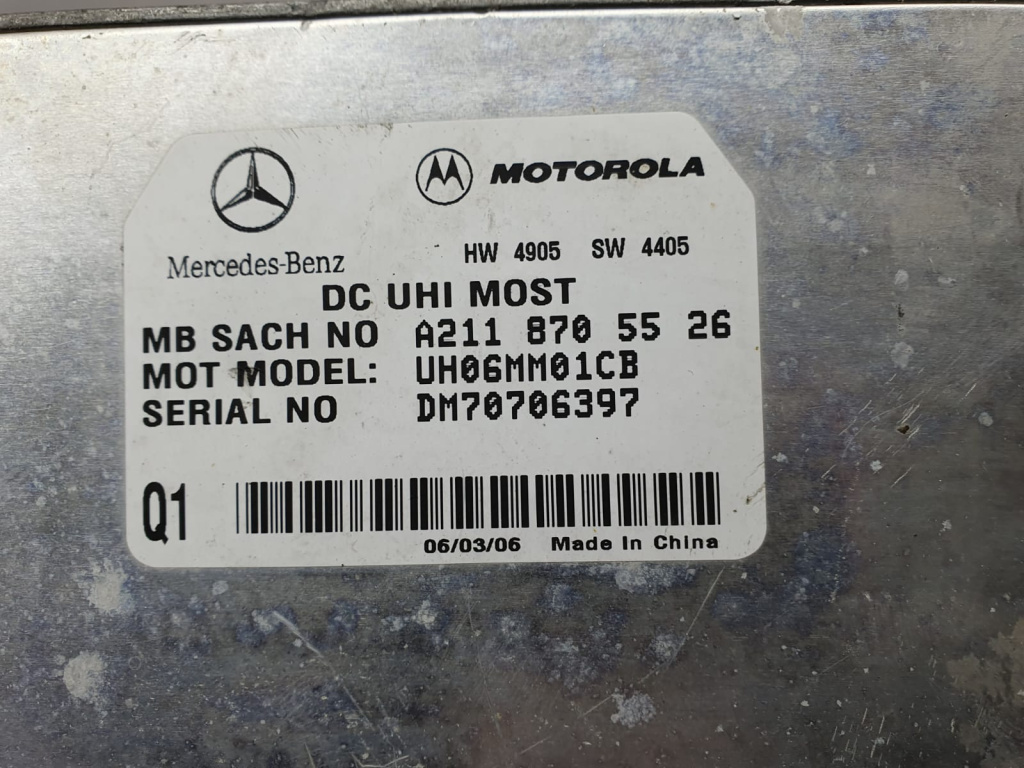 MOTOROLA
Mercedes-Benz
HW 4905 SW 4405
DC UHI MOST
MB SACH NO A211 870 55 26
MOT MODEL: UH06MM01CB
SERIAL NO DM70706397
Q1
06/03/06 Made In China